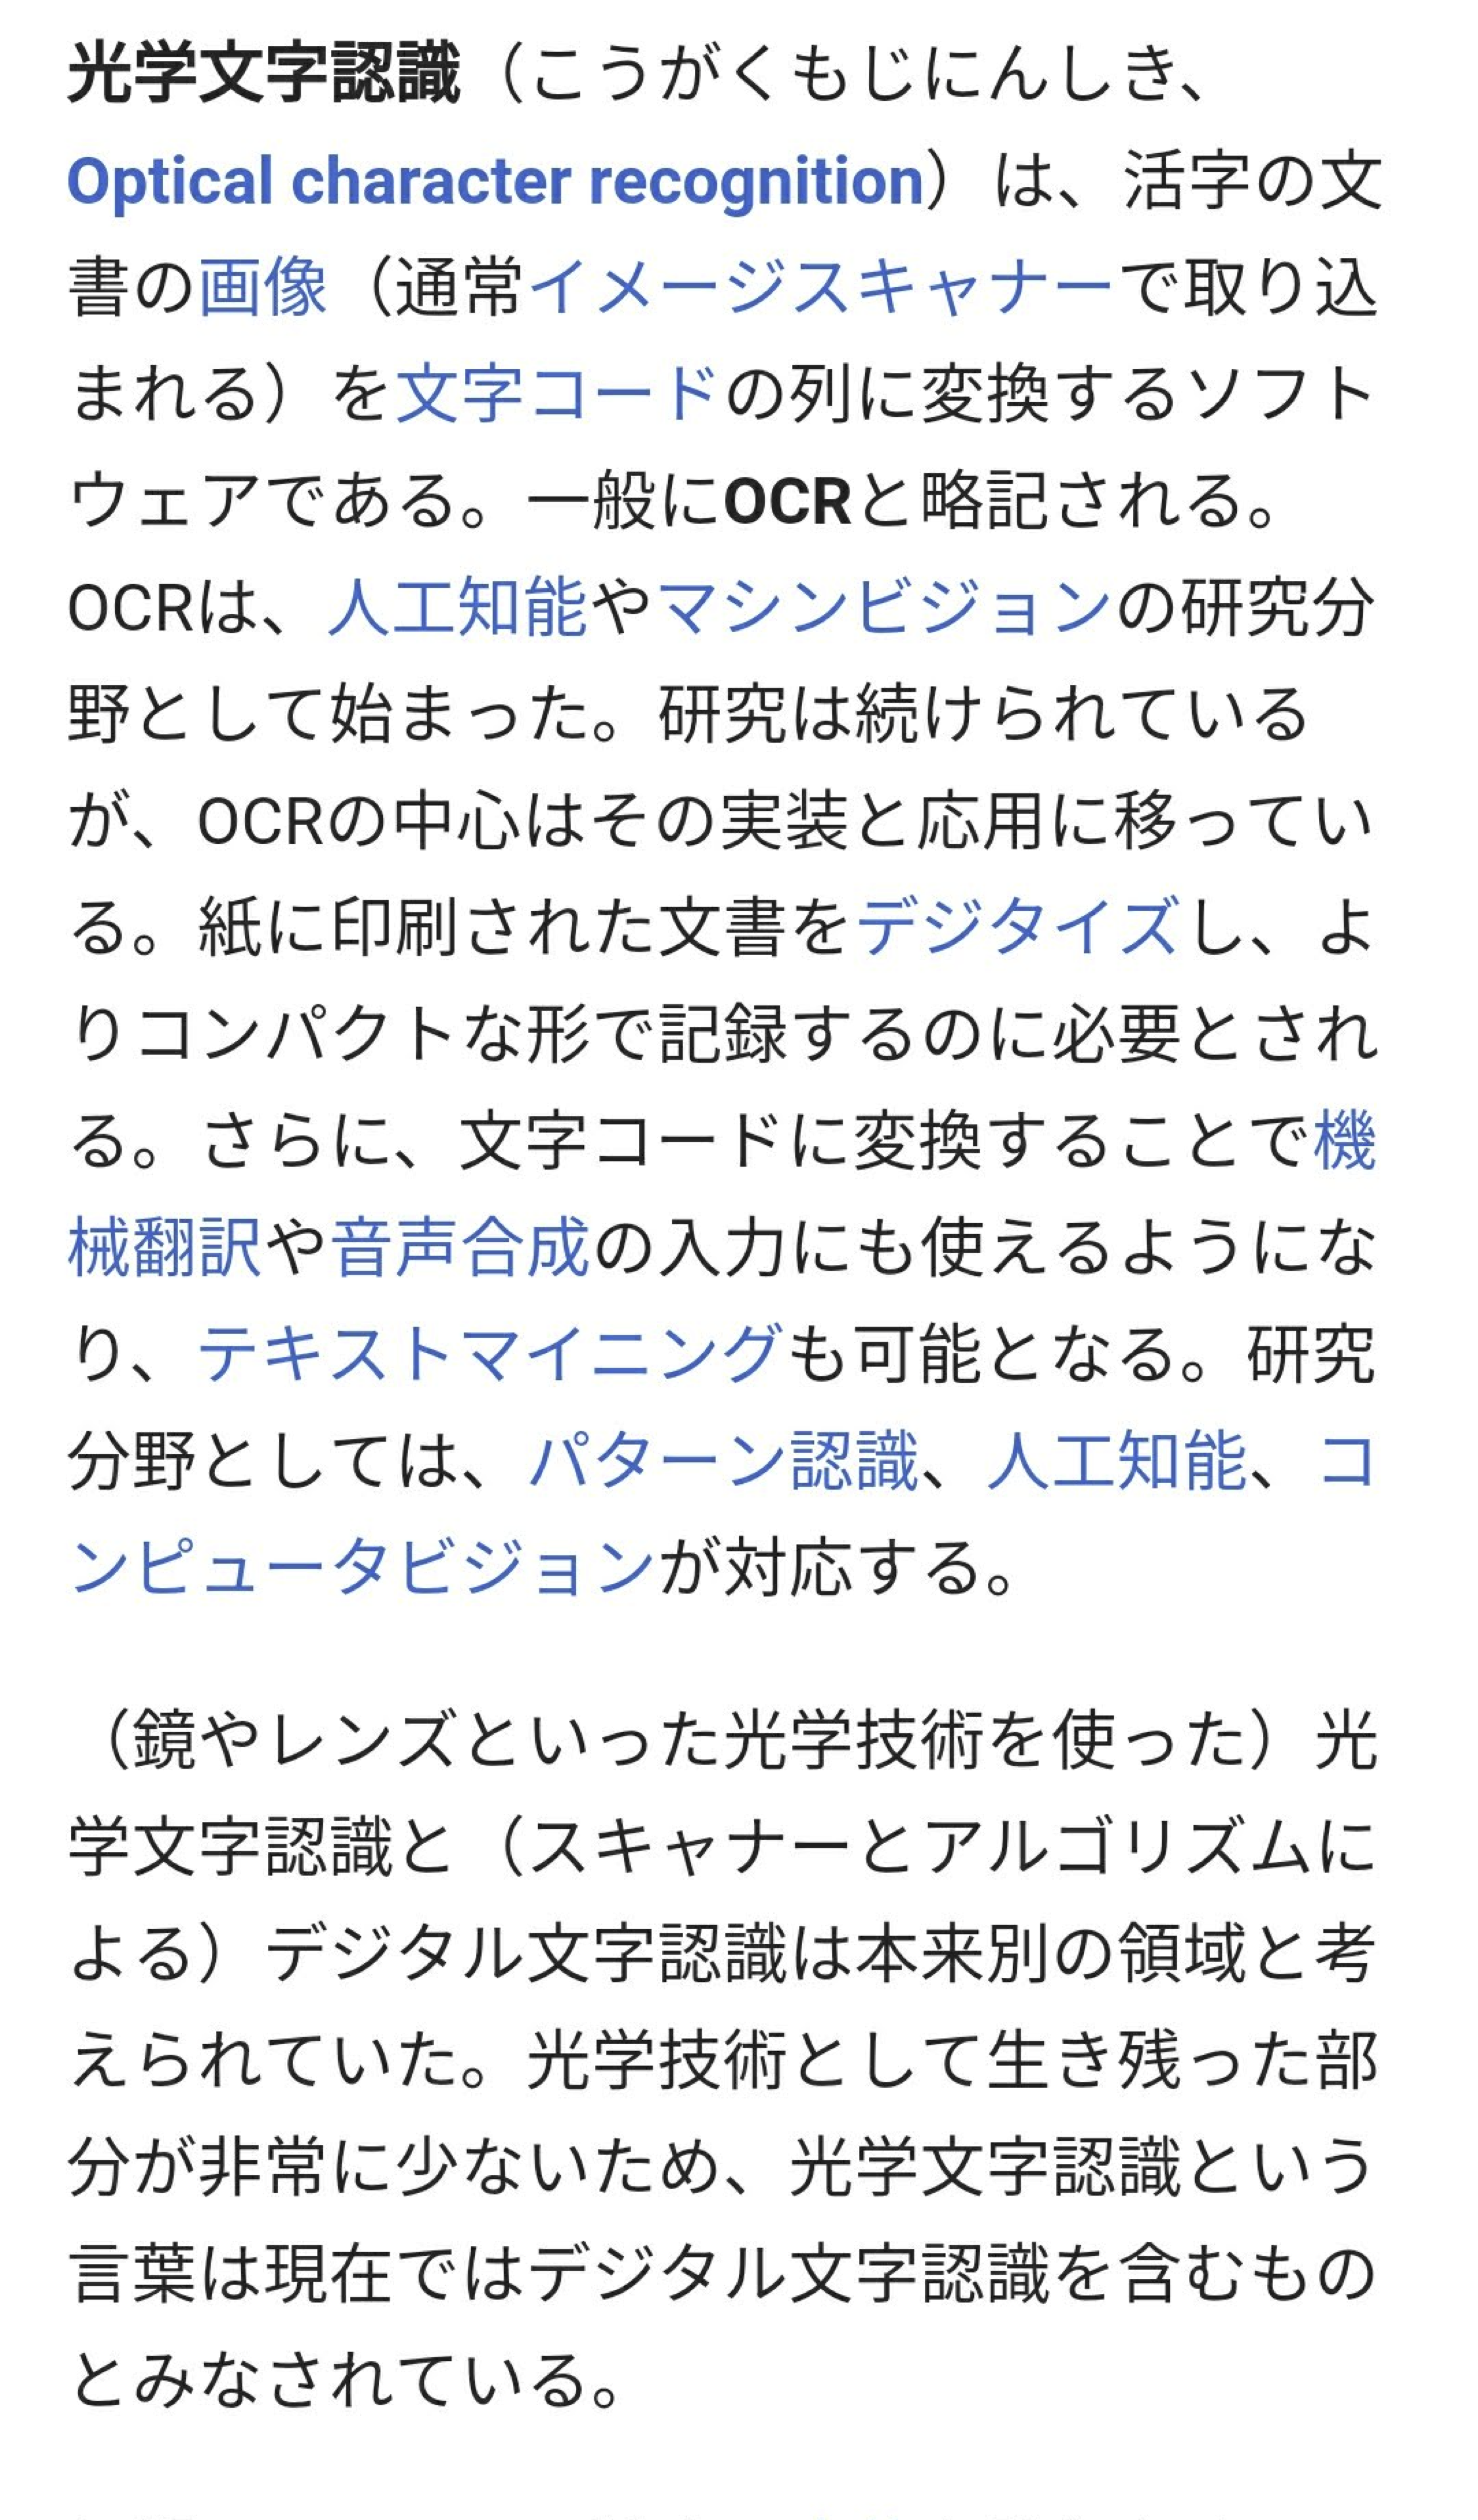 光学文字認識（こうがくもじにんしき、
Optical character recognition）は、活字の文
書の画像（通常イメージスキャナーで取り込
まれる）を文字コードの列に変換するソフト
ウェアである。一般にOCRと略記される。
OCRは、人工知能やマシンビジョンの研究分
野として始まった。研究は続けられている
が、OCRの中心はその実装と応用に移ってい
る。紙に印刷された文書をデジタイズし、よ
りコンパクトな形で記録するのに必要とされ
る。さらに、文字コードに変換することで機
械翻訳や音声合成の入力にも使えるようにな
り、テキストマイニングも可能となる。研究
分野としては、パターン認識、人工知能、コ
ンピュータビジョンが対応する。
（鏡やレンズといった光学技術を使った）光
学文字認識と（スキャナーとアルゴリズムに
よる）デジタル文字認識は本来別の領域と考
えられていた。光学技術として生き残った部
分が非常に少ないため、光学文字認識という
言葉は現在ではデジタル文字認識を含むもの
とみなされている。